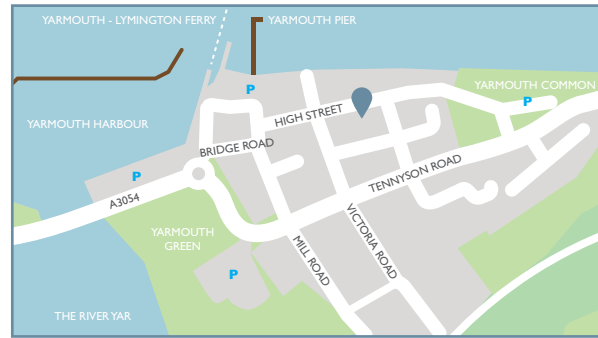 YARMOUTH - LYMINGTON FERRY
YARMOUTH PIER
YARMOUTH COMMON
P
P
HIGH STREET
YARMOUTH HARBOUR
BRIDGE ROAD
P
TENNYSON ROAD
A3054
YARMOUTH
GREEN
VICTORIA ROAD
MILL ROAD
P
THE RIVER YAR